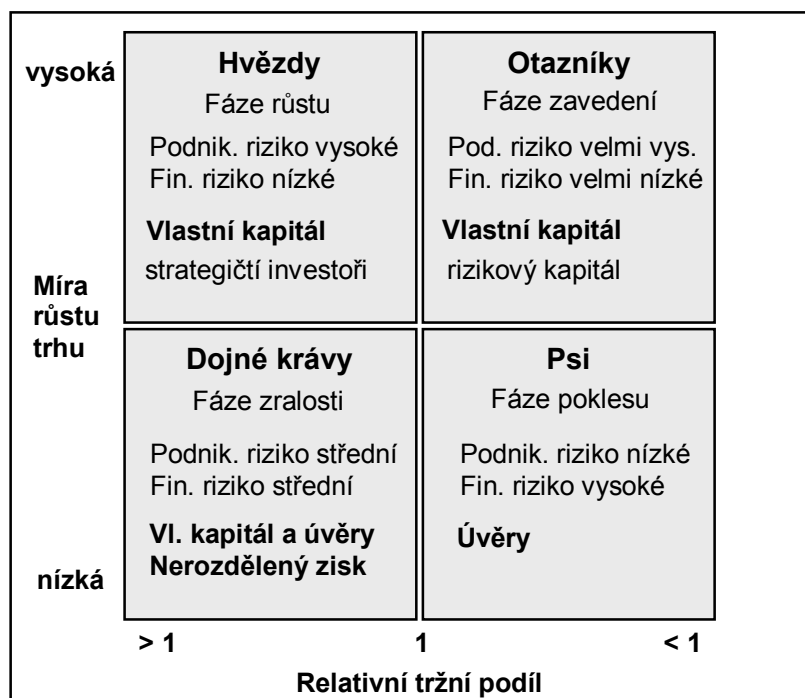 vysoká
Hvězdy
Fáze růstu
Podnik. riziko vysoké
Fin. riziko nízké
Vlastní kapitál
strategičtí investoři
Otazníky
Fáze zavedení
Pod. riziko velmi vys.
Fin. riziko velmi nízké
Vlastní kapitál
rizikový kapitál
Míra
růstu
trhu
Dojné krávy
Fáze zralosti
Podnik. riziko střední
Fin. riziko střední
Vl. kapitál a úvěry
Nerozdělený zisk
Psi
Fáze poklesu
Podnik. riziko nízké
Fin. riziko vysoké
Úvěry
nízká
> 1
1
< 1
Relativní tržní podíl